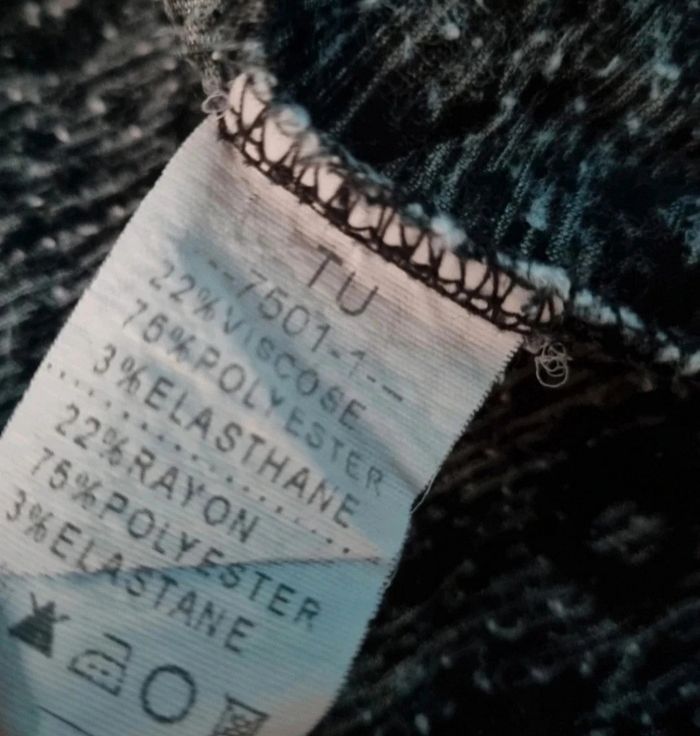 TU
--7501-1--
22%VISCOSE
75%POLYESTER
3%ELASTHANE
22%RAYON
75%POLYESTER
3%ELASTANE